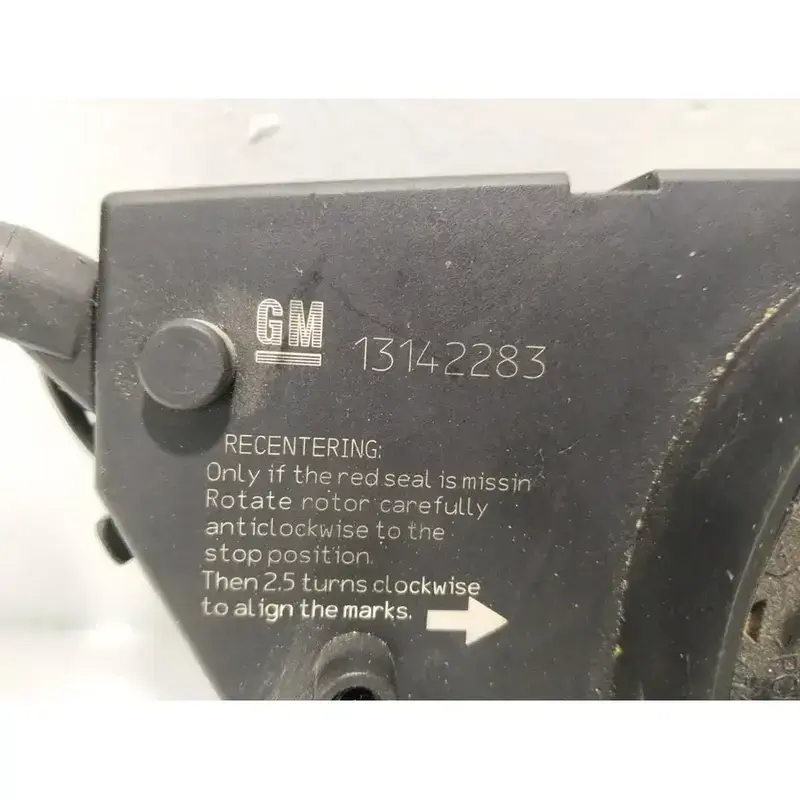 GM
13142283
RECENTERING:
Only if the red seal is missin
Rotate rotor carefully
anticlockwise to the
stop position.
Then 2.5 turns clockwise
to align the marks.